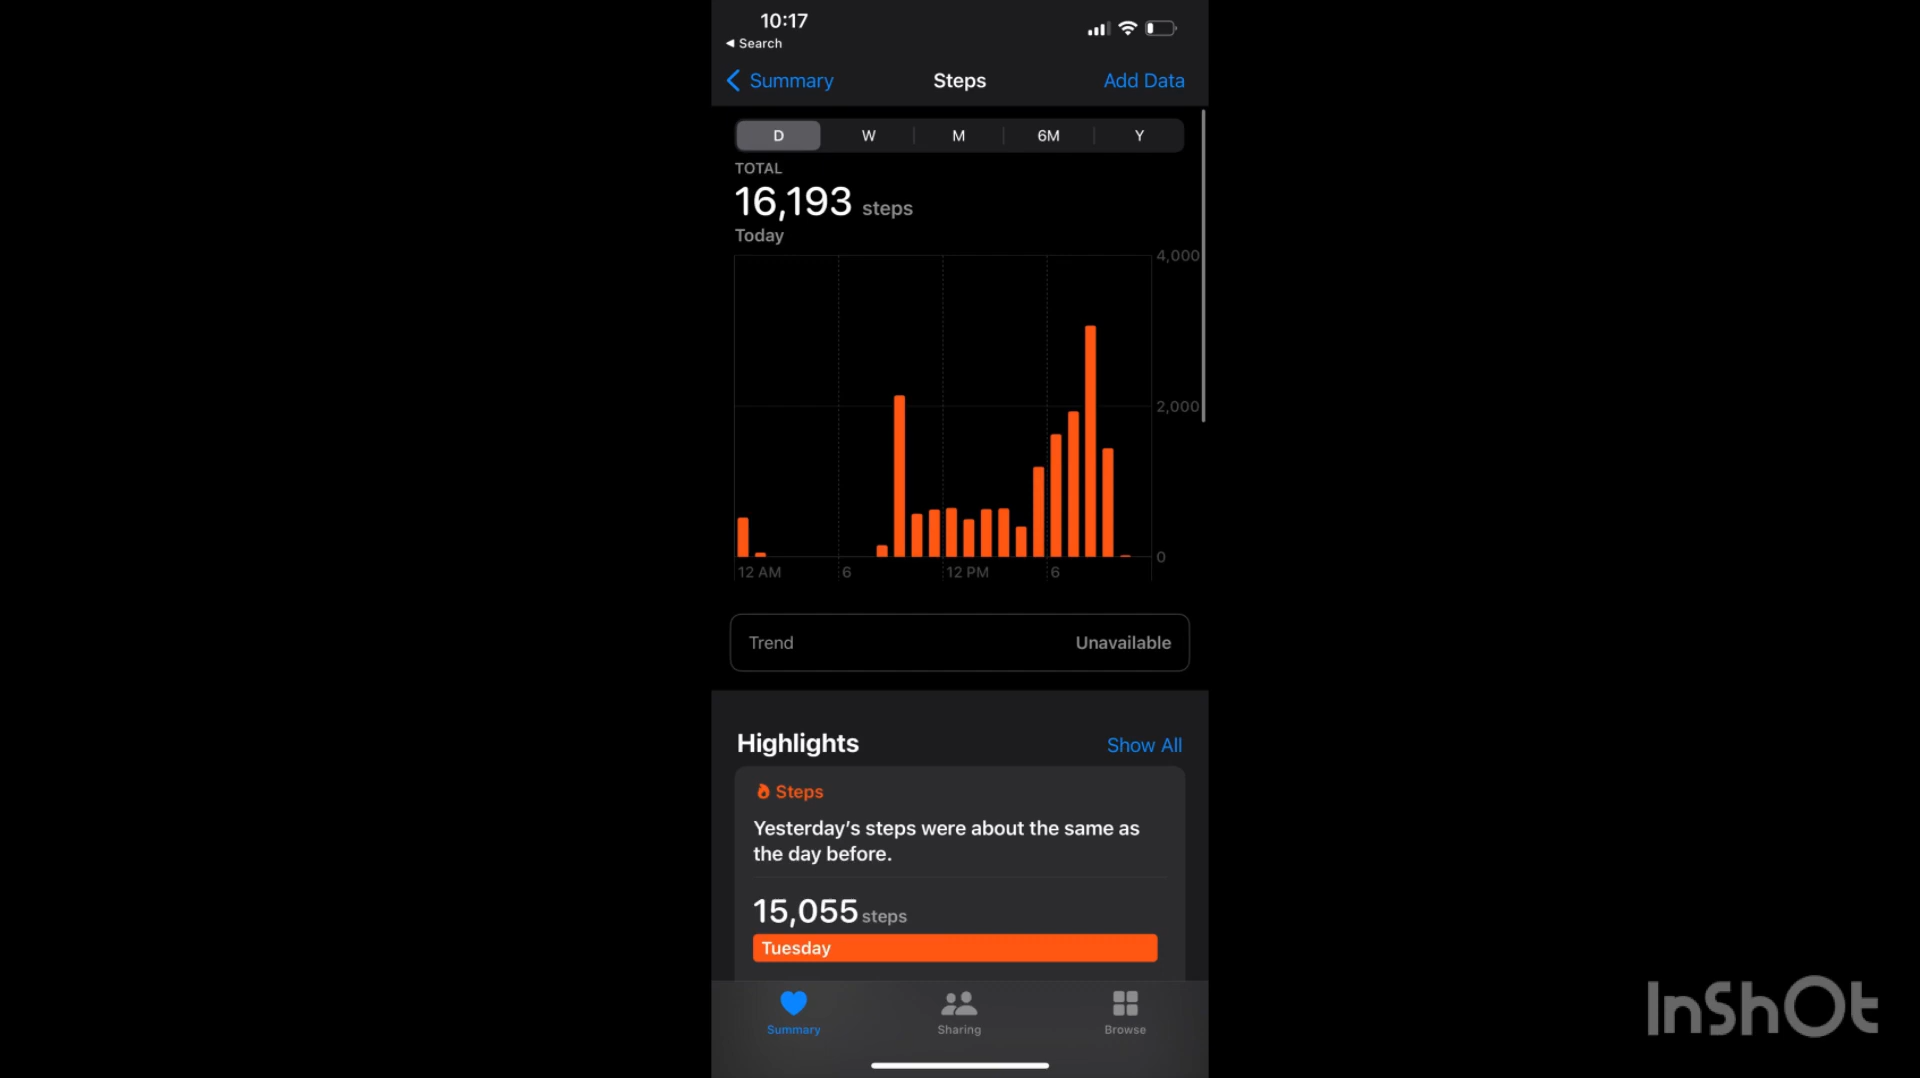 10:17
◀ Search
Summary
Steps
Add Data
D
W
M
6M
Y
TOTAL
16,193 steps
Today
4,000
2,000
0
12 AM
6
12 PM
6
Trend
Unavailable
Highlights
Show All
Steps
Yesterday’s steps were about the same as
the day before.
15,055 steps
Tuesday
Summary
Sharing
Browse
InShOt